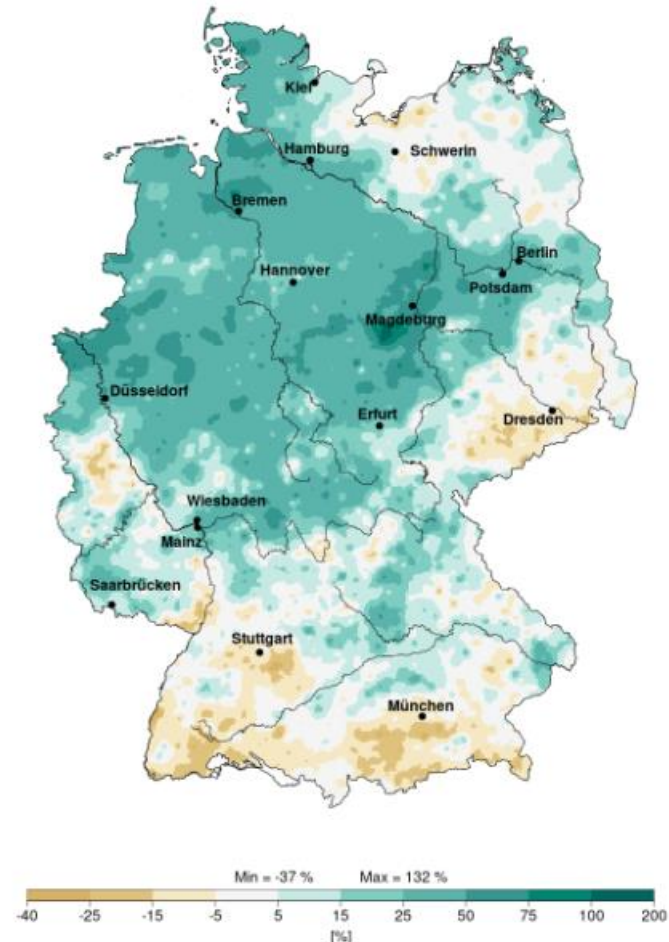 Kiel
Hamburg
Schwerin
Bremen
Berlin
Hannover
Potsdam
Magdeburg
Düsseldorf
Erfurt
Dresden
Wiesbaden
Mainz
Saarbrücken
Stuttgart
München
Min = -37 % Max = 132 %
-40 -25 -15 -5 5 15 25 50 75 100 200
[%]